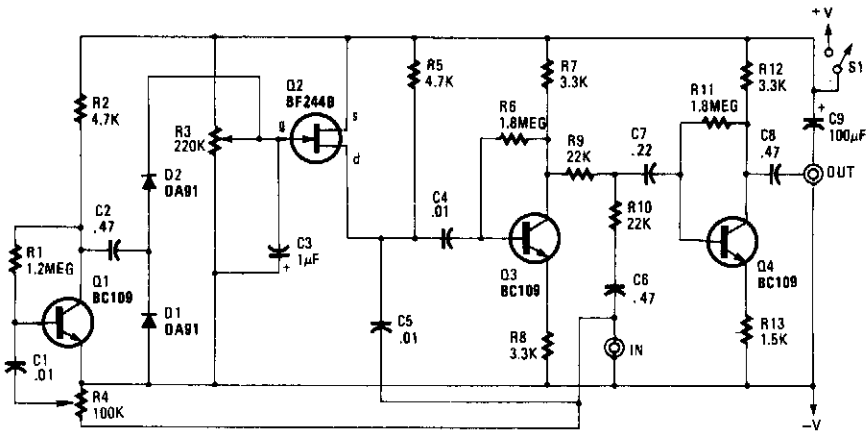 +V
S1
R2
4.7K
Q2
BF244B
R5
4.7K
R7
3.3K
R12
3.3K
R11
1.8MEG
R6
1.8MEG
C9
100µF
+
R3
220K
g
s
d
R9
22K
C7
.22
C8
.47
OUT
D2
OA91
C2
.47
C4
.01
R10
22K
R1
1.2MEG
Q1
BC109
C3
1µF
+
Q3
BC109
Q4
BC109
C6
.47
D1
OA91
C5
.01
C1
.01
R8
3.3K
IN
R13
1.5K
R4
100K
-V